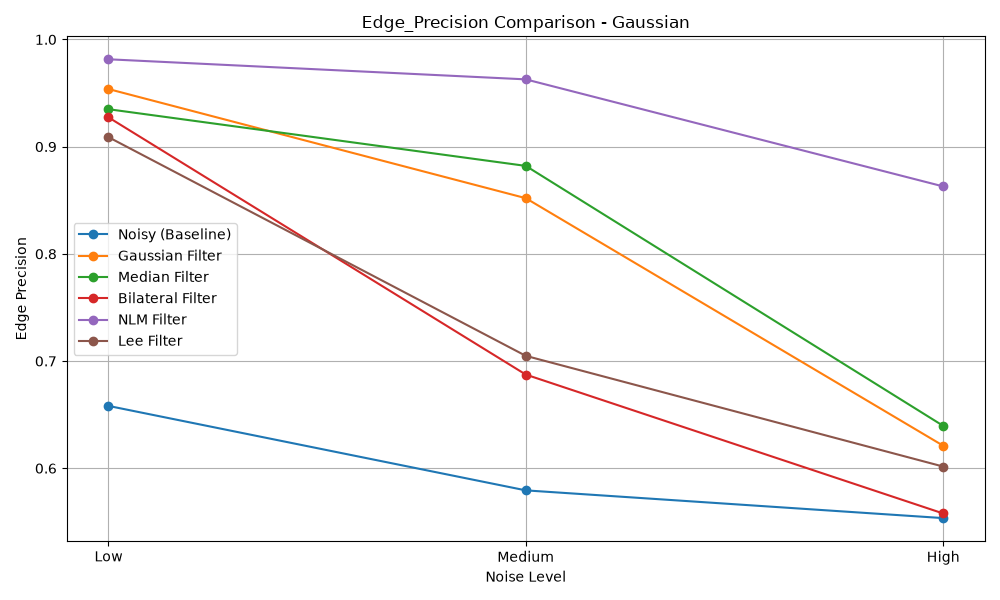 Edge_Precision Comparison - Gaussian
1.0
0.9
0.8
0.7
0.6
Edge Precision
Noisy (Baseline)
Gaussian Filter
Median Filter
Bilateral Filter
NLM Filter
Lee Filter
Low
Medium
High
Noise Level